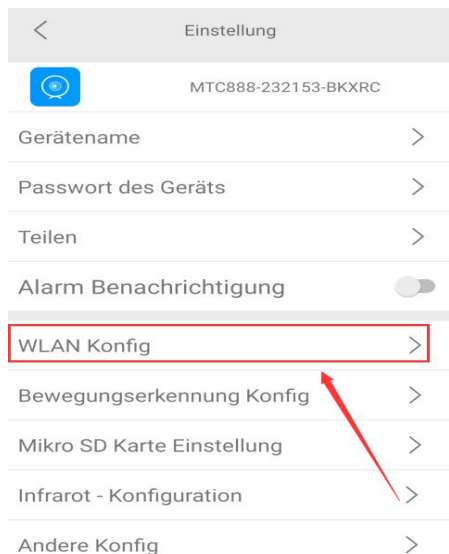 Einstellung
MTC888-232153-BKXRC
Gerätename
Passwort des Geräts
Teilen
Alarm Benachrichtigung
WLAN Konfig
Bewegungserkennung Konfig
Mikro SD Karte Einstellung
Infrarot - Konfiguration
Andere Konfig